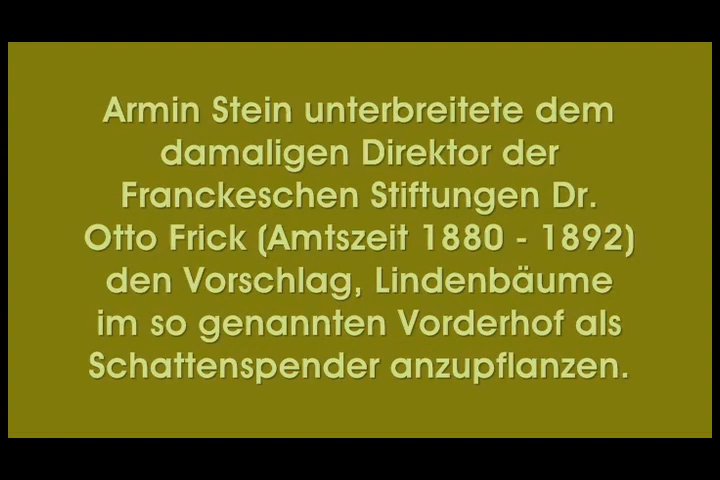 Armin Stein unterbreitete dem
damaligen Direktor der
Franckeschen Stiftungen Dr.
Otto Frick (Amtszeit 1880 - 1892)
den Vorschlag, Lindenbäume
im so genannten Vorderhof als
Schattenspender anzupflanzen.